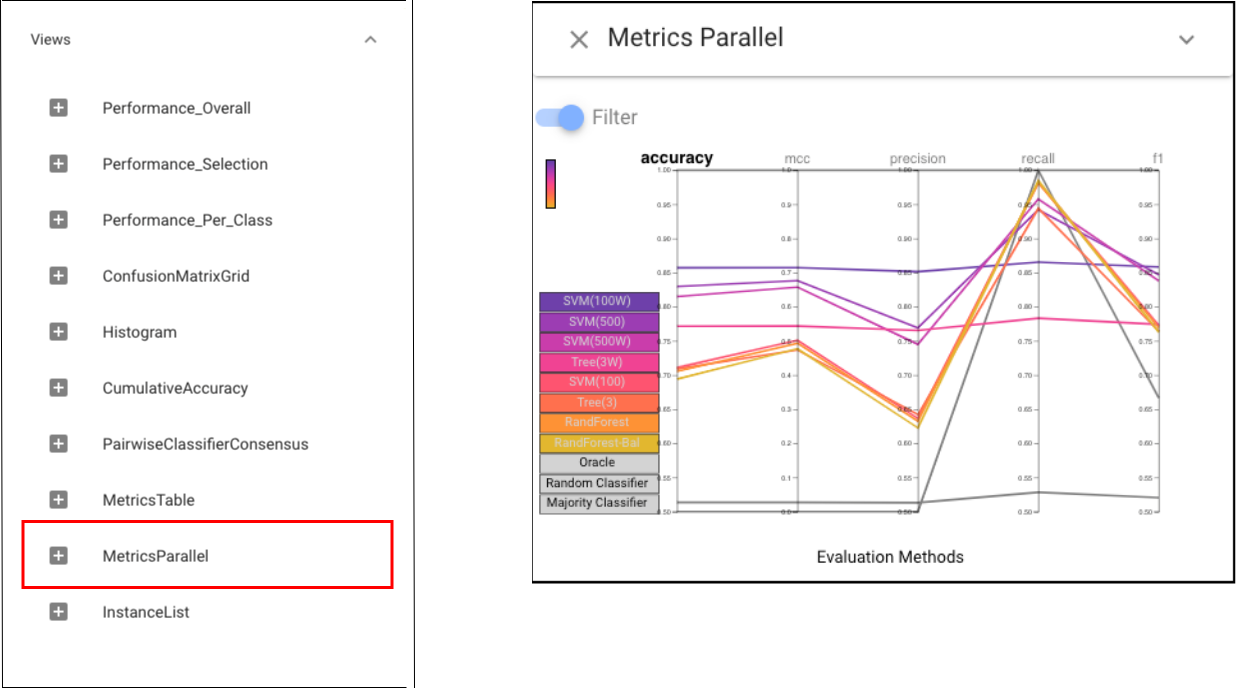 Views
Performance_Overall
Performance_Selection
Performance_Per_Class
ConfusionMatrixGrid
Histogram
CumulativeAccuracy
PairwiseClassifierConsensus
MetricsTable
MetricsParallel
InstanceList
Metrics Parallel
Filter
accuracy mcc precision recall f1
1.00 1.0 1.00 1.00 1.00
0.95 0.9 0.95 0.95 0.95
0.90 0.8 0.90 0.90 0.90
0.85 0.7 0.85 0.85 0.85
SVM(100W)
0.80 0.80 0.80 0.80
SVM(500)
SVM(500W)
0.75 0.5 0.75 0.75 0.75
Tree(3W)
0.70 0.4 0.70 0.70 0.70
SVM(100)
Tree(3)
0.65 0.3 0.65 0.65 0.65
RandForest
RandForest-Bal
0.60 0.2 0.60 0.60 0.60
Oracle
0.55 0.1 0.55 0.55 0.55
Random Classifier
Majority Classifier
0.50 0.0 0.50 0.50 0.50
Evaluation Methods